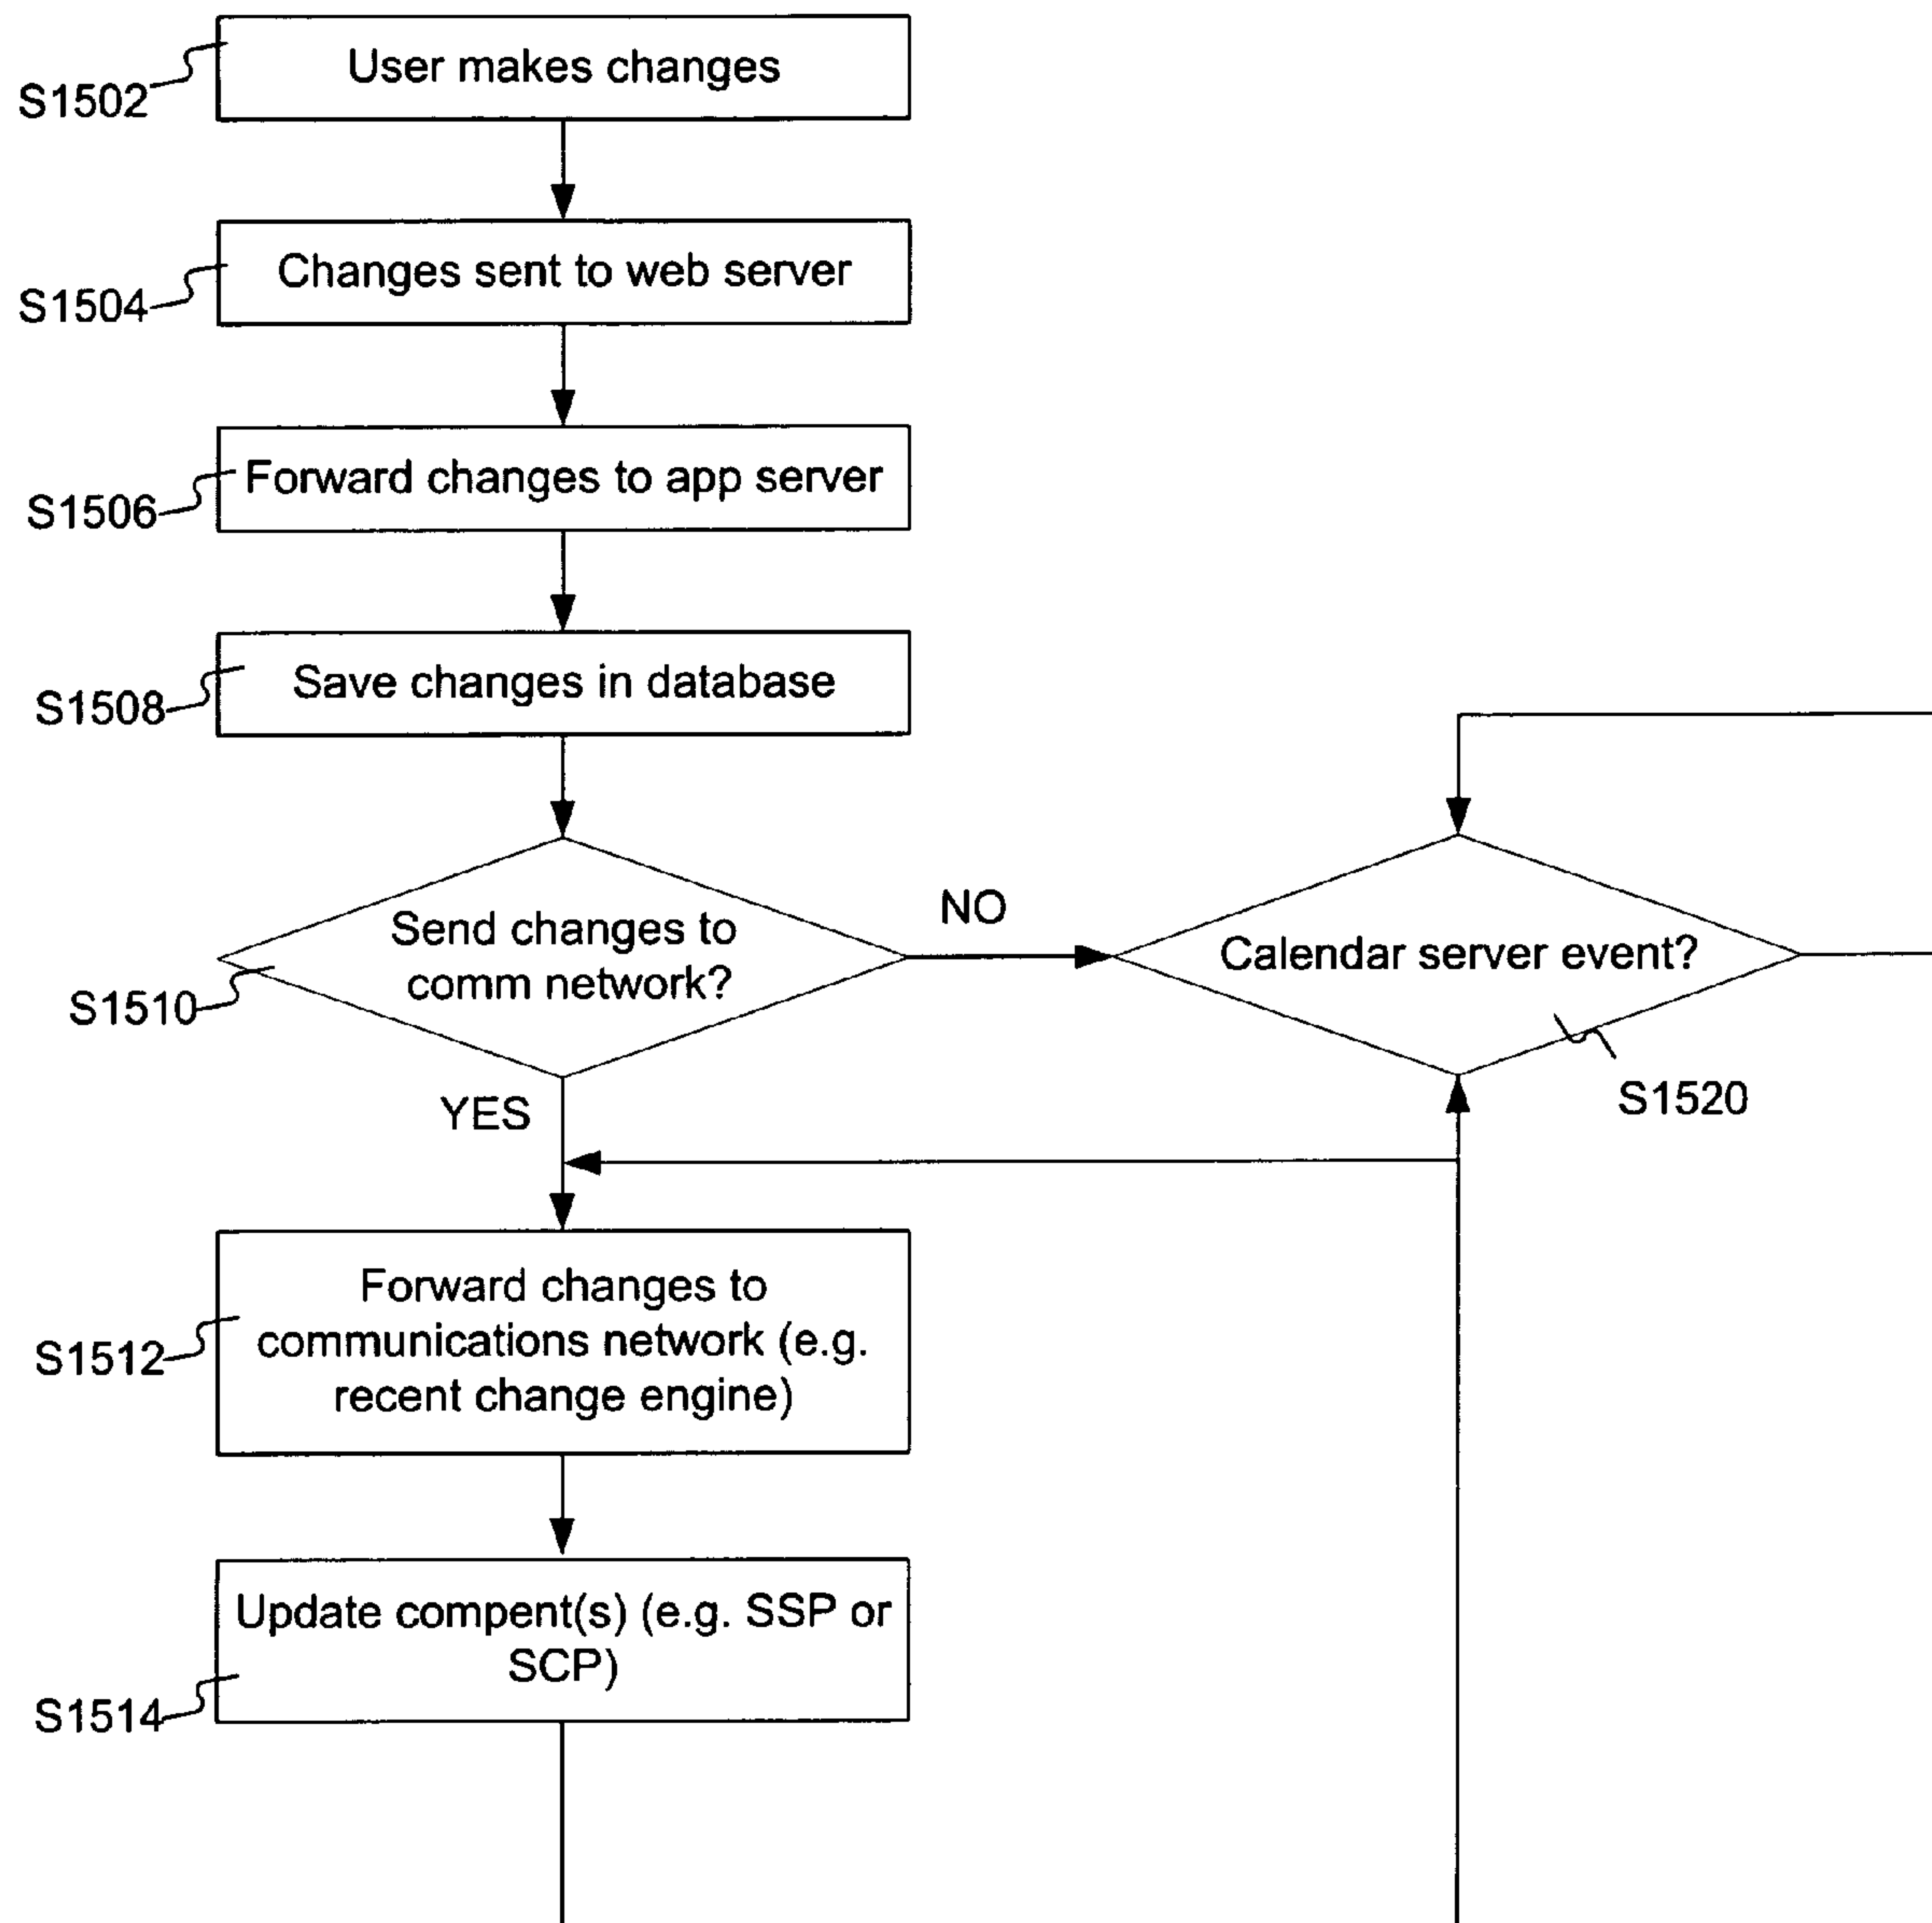 User makes changes
S1502
Changes sent to web server
S1504
Forward changes to app server
S1506
Save changes in database
S1508
Send changes to
comm network?
S1510
NO
Calendar server event?
S1520
YES
Forward changes to
communications network (e.g.
recent change engine)
S1512
Update compent(s) (e.g. SSP or
SCP)
S1514